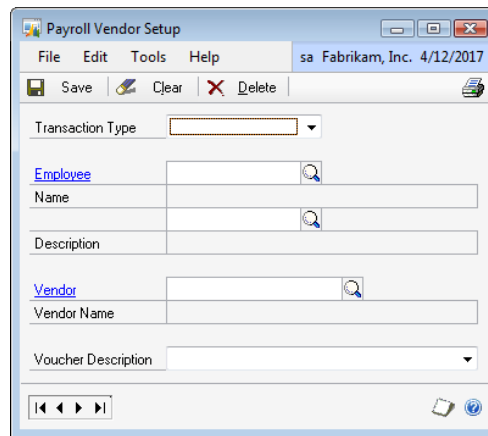 Payroll Vendor Setup
File Edit Tools Help sa Fabrikam, Inc. 4/12/2017
Save Clear Delete
Transaction Type
Employee
Name
Description
Vendor
Vendor Name
Voucher Description